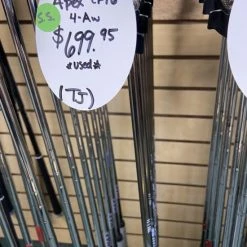 S.S.
Apex CF16
4-AW
$699.95
*used*
(TJ)